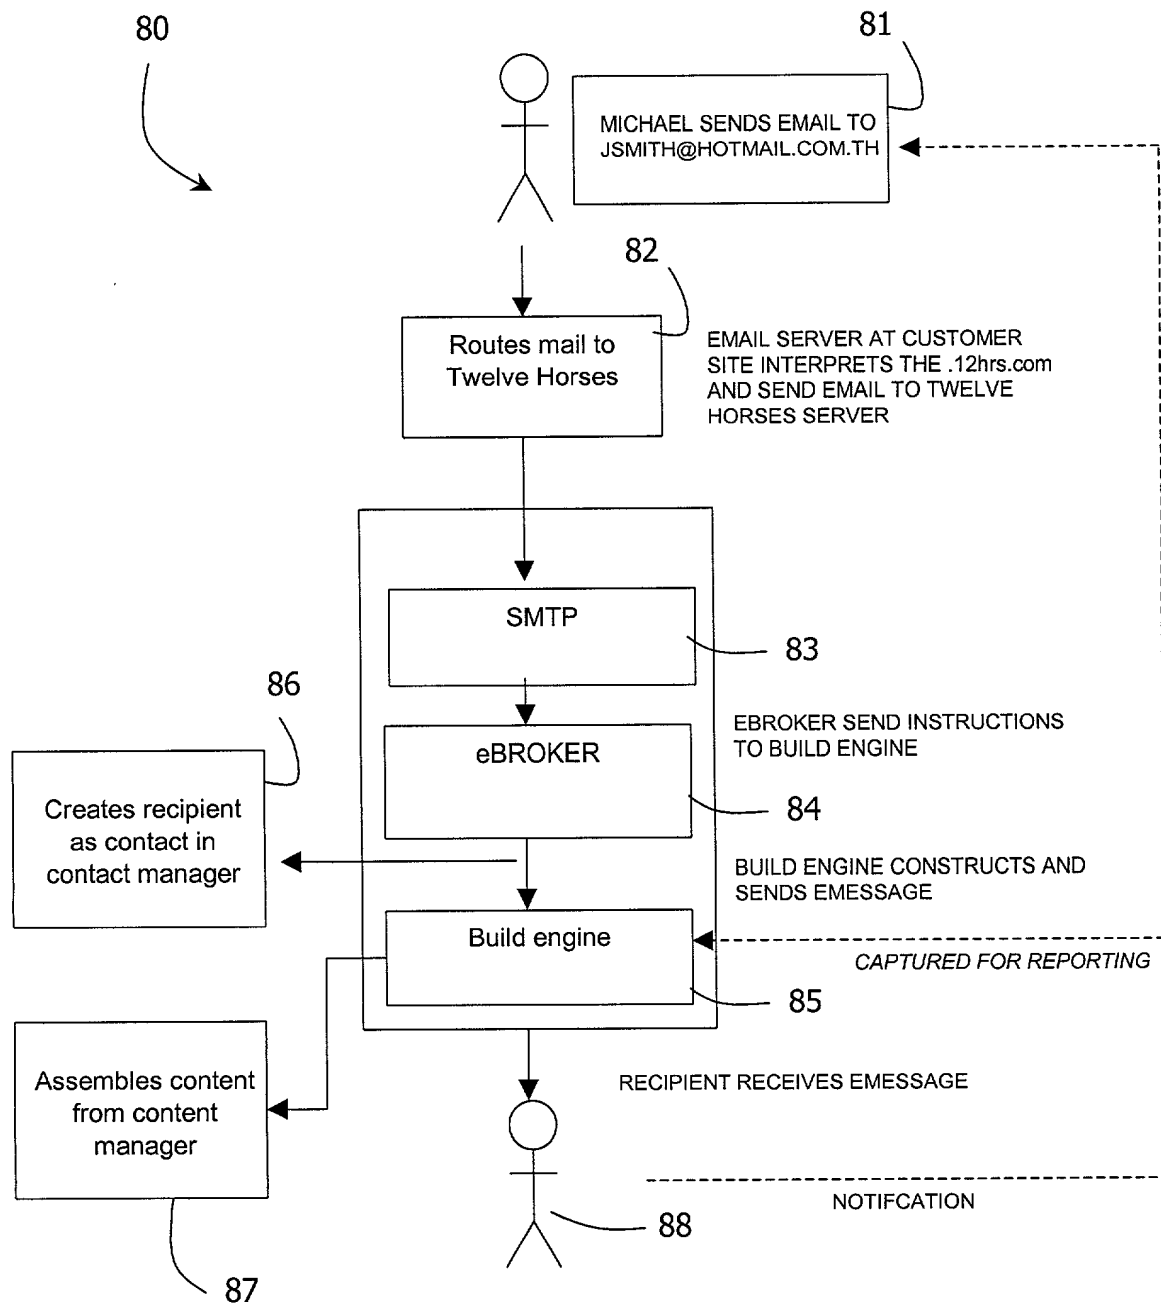 80
81
MICHAEL SENDS EMAIL TO
JSMITH@HOTMAIL.COM.TH
82
Routes mail to
Twelve Horses
EMAIL SERVER AT CUSTOMER
SITE INTERPRETS THE .12hrs.com
AND SEND EMAIL TO TWELVE
HORSES SERVER
SMTP
83
86
eBROKER
EBROKER SEND INSTRUCTIONS
TO BUILD ENGINE
84
Creates recipient
as contact in
contact manager
BUILD ENGINE CONSTRUCTS AND
SENDS EMESSAGE
Build engine
CAPTURED FOR REPORTING
85
Assembles content
from content
manager
RECIPIENT RECEIVES EMESSAGE
NOTIFCATION
88
87